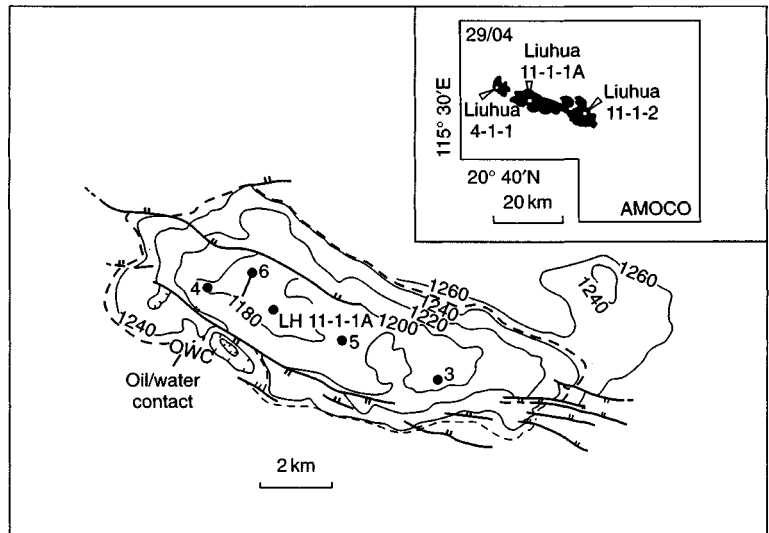 29/04
Liuhua
11-1-1A
Liuhua
11-1-2
Liuhua
4-1-1
115° 30′E
20° 40′N
20 km
AMOCO
1260
1240
1260
1240
1220
1200
6
4
1180
LH 11-1-1A
5
3
1240
OWC
Oil/water
contact
2 km